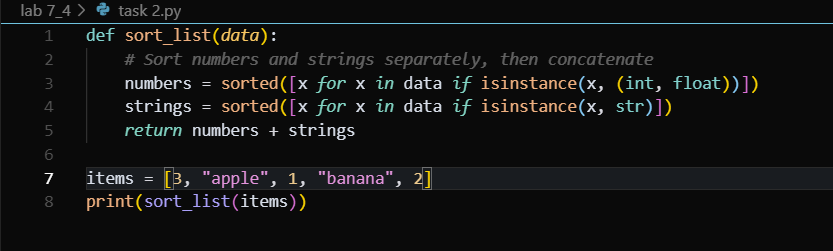 lab 7_4 > task 2.py
1 def sort_list(data):
2     # Sort numbers and strings separately, then concatenate
3     numbers = sorted([x for x in data if isinstance(x, (int, float))])
4     strings = sorted([x for x in data if isinstance(x, str)])
5     return numbers + strings
6
7 items = [3, "apple", 1, "banana", 2]
8 print(sort_list(items))